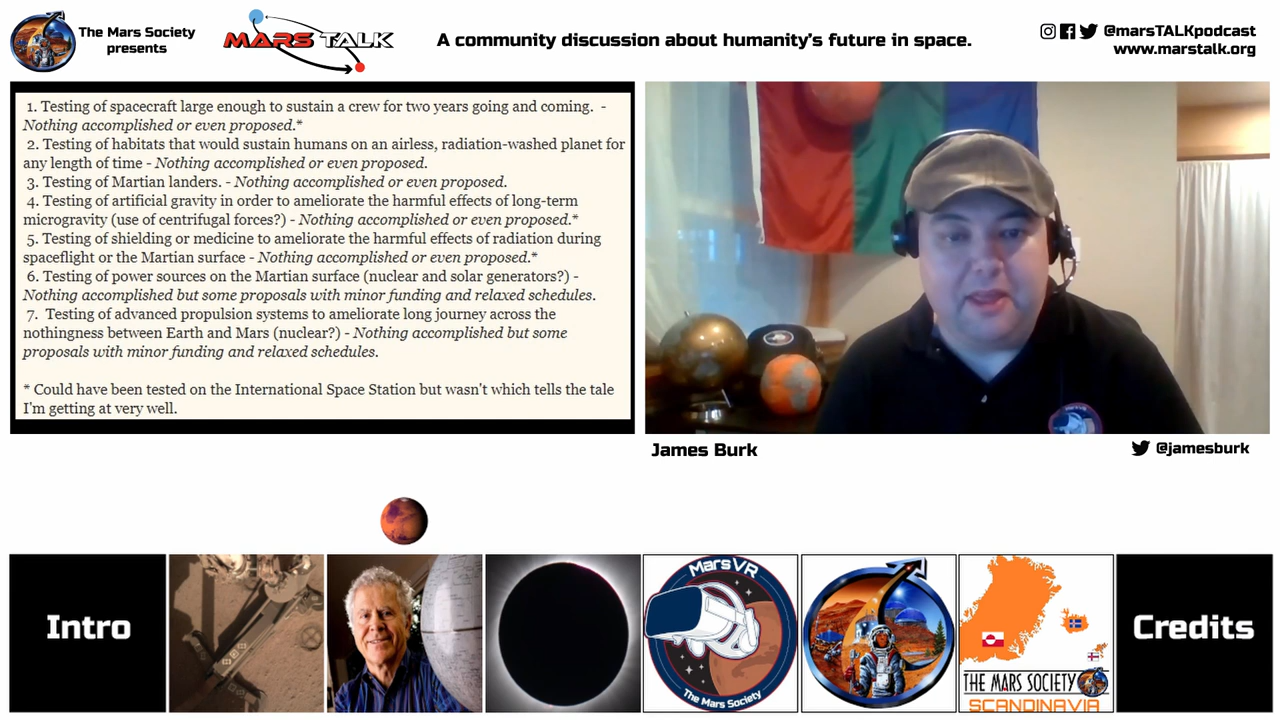 The Mars Society
presents
MARS TALK
A community discussion about humanity's future in space.
@marsTALKpodcast
www.marstalk.org
1. Testing of spacecraft large enough to sustain a crew for two years going and coming. -
Nothing accomplished or even proposed.*
2. Testing of habitats that would sustain humans on an airless, radiation-washed planet for
any length of time - Nothing accomplished or even proposed.
3. Testing of Martian landers. - Nothing accomplished or even proposed.
4. Testing of artificial gravity in order to ameliorate the harmful effects of long-term
microgravity (use of centrifugal forces?) - Nothing accomplished or even proposed.*
5. Testing of shielding or medicine to ameliorate the harmful effects of radiation during
spaceflight or the Martian surface - Nothing accomplished or even proposed.*
6. Testing of power sources on the Martian surface (nuclear and solar generators?) -
Nothing accomplished but some proposals with minor funding and relaxed schedules.
7. Testing of advanced propulsion systems to ameliorate long journey across the
nothingness between Earth and Mars (nuclear?) - Nothing accomplished but some
proposals with minor funding and relaxed schedules.
* Could have been tested on the International Space Station but wasn't which tells the tale
I'm getting at very well.
James Burk
@jamesburk
Intro
MarsVR
The Mars Society
THE MARS SOCIETY
SCANDINAVIA
Credits